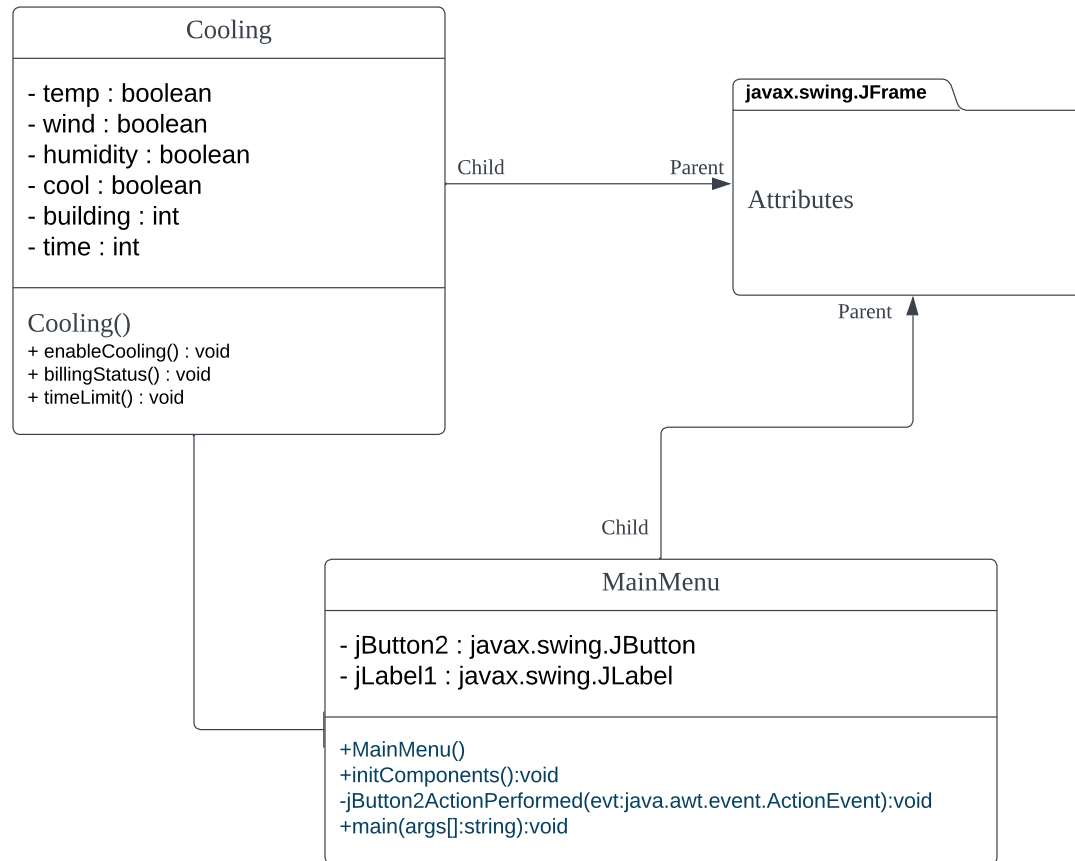 Cooling
- temp : boolean
- wind : boolean
- humidity : boolean
- cool : boolean
- building : int
- time : int
Cooling()
+ enableCooling() : void
+ billingStatus() : void
+ timeLimit() : void
Child
Parent
javax.swing.JFrame
Attributes
Parent
Child
MainMenu
- jButton2 : javax.swing.JButton
- jLabel1 : javax.swing.JLabel
+MainMenu()
+initComponents():void
-jButton2ActionPerformed(evt:java.awt.event.ActionEvent):void
+main(args[]:string):void